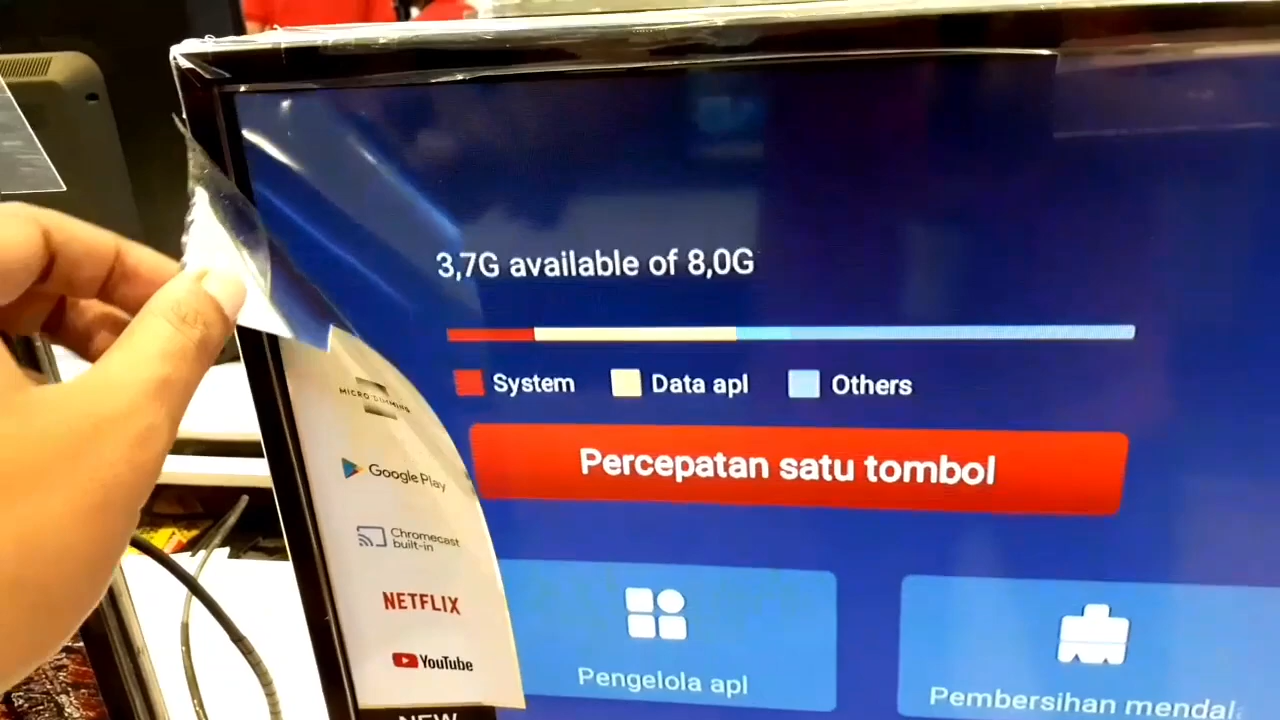 3,7G available of 8,0G
System
Data apl
Others
Percepatan satu tombol
MICRO DIMMING
Google Play
Chromecast
built-in
NETFLIX
YouTube
NEW
Pengelola apl
Pembersihan mendal